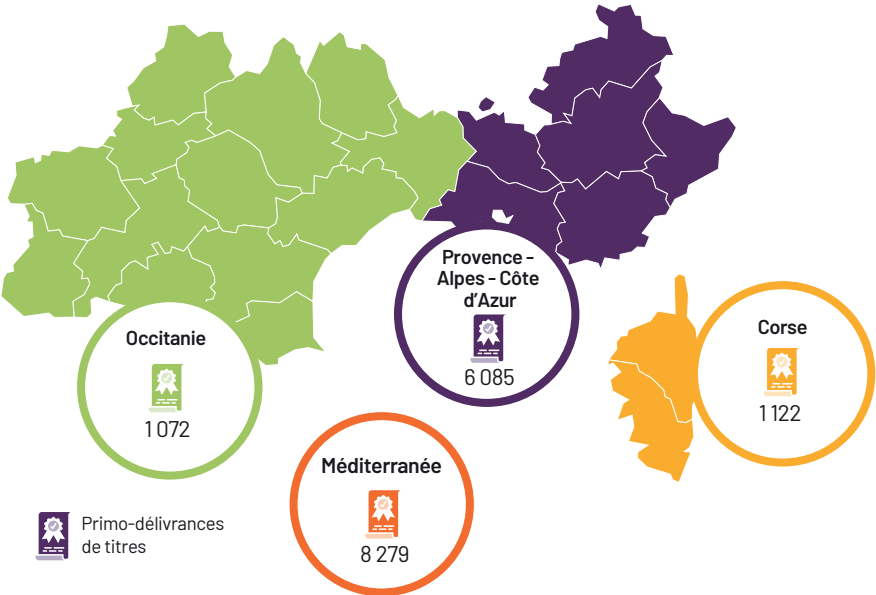 Provence -
Alpes - Côte
d'Azur
6 085
Occitanie
1 072
Corse
1 122
Méditerranée
8 279
Primo-délivrances
de titres